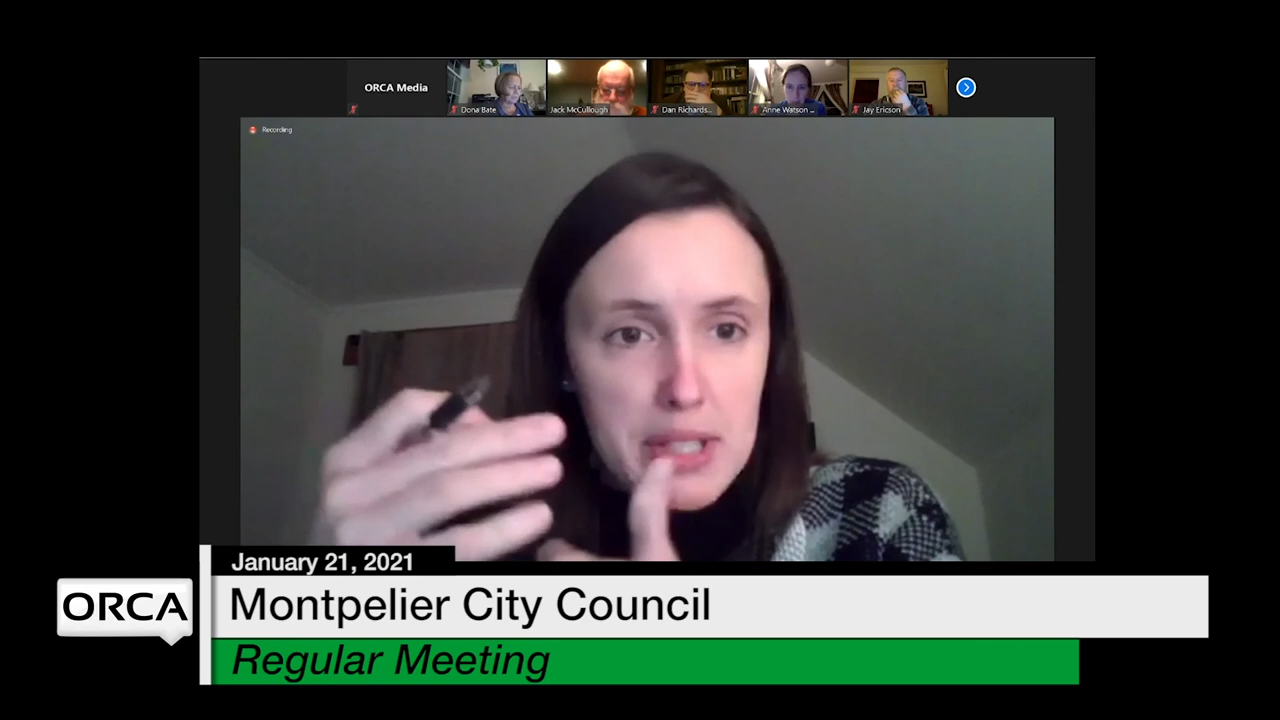 ORCA Media
Dona Bate
Jack McCullough
Dan Richards...
Anne Watson ...
Jay Ericson
Recording
January 21, 2021
ORCA
Montpelier City Council
Regular Meeting